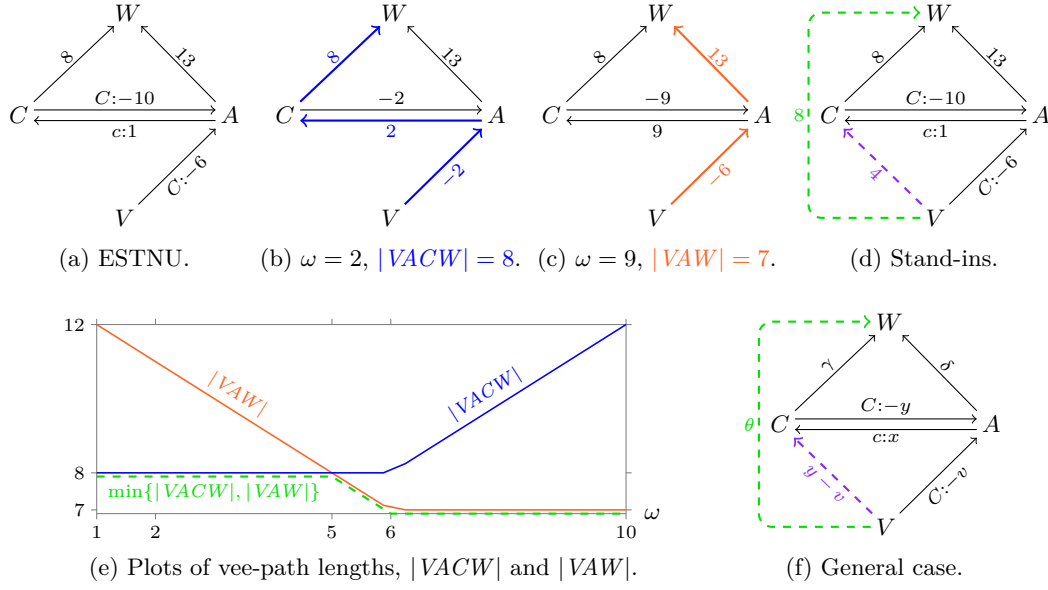 W
8
13
C
C:−10
c:1
A
C:−6
V
(a) ESTNU.
W
8
13
C
−2
2
A
−2
V
(b) ω = 2, |VACW| = 8.
W
8
13
C
−9
9
A
−6
V
(c) ω = 9, |VAW| = 7.
W
8
13
8
C
C:−10
c:1
A
4
C:−6
V
(d) Stand-ins.
12
8
7
|VAW|
|VACW|
min{|VACW|, |VAW|}
1
2
5
6
10
ω
(e) Plots of vee-path lengths, |VACW| and |VAW|.
W
γ
δ
θ
C
C:−y
c:x
A
y − v
C:−v
V
(f) General case.